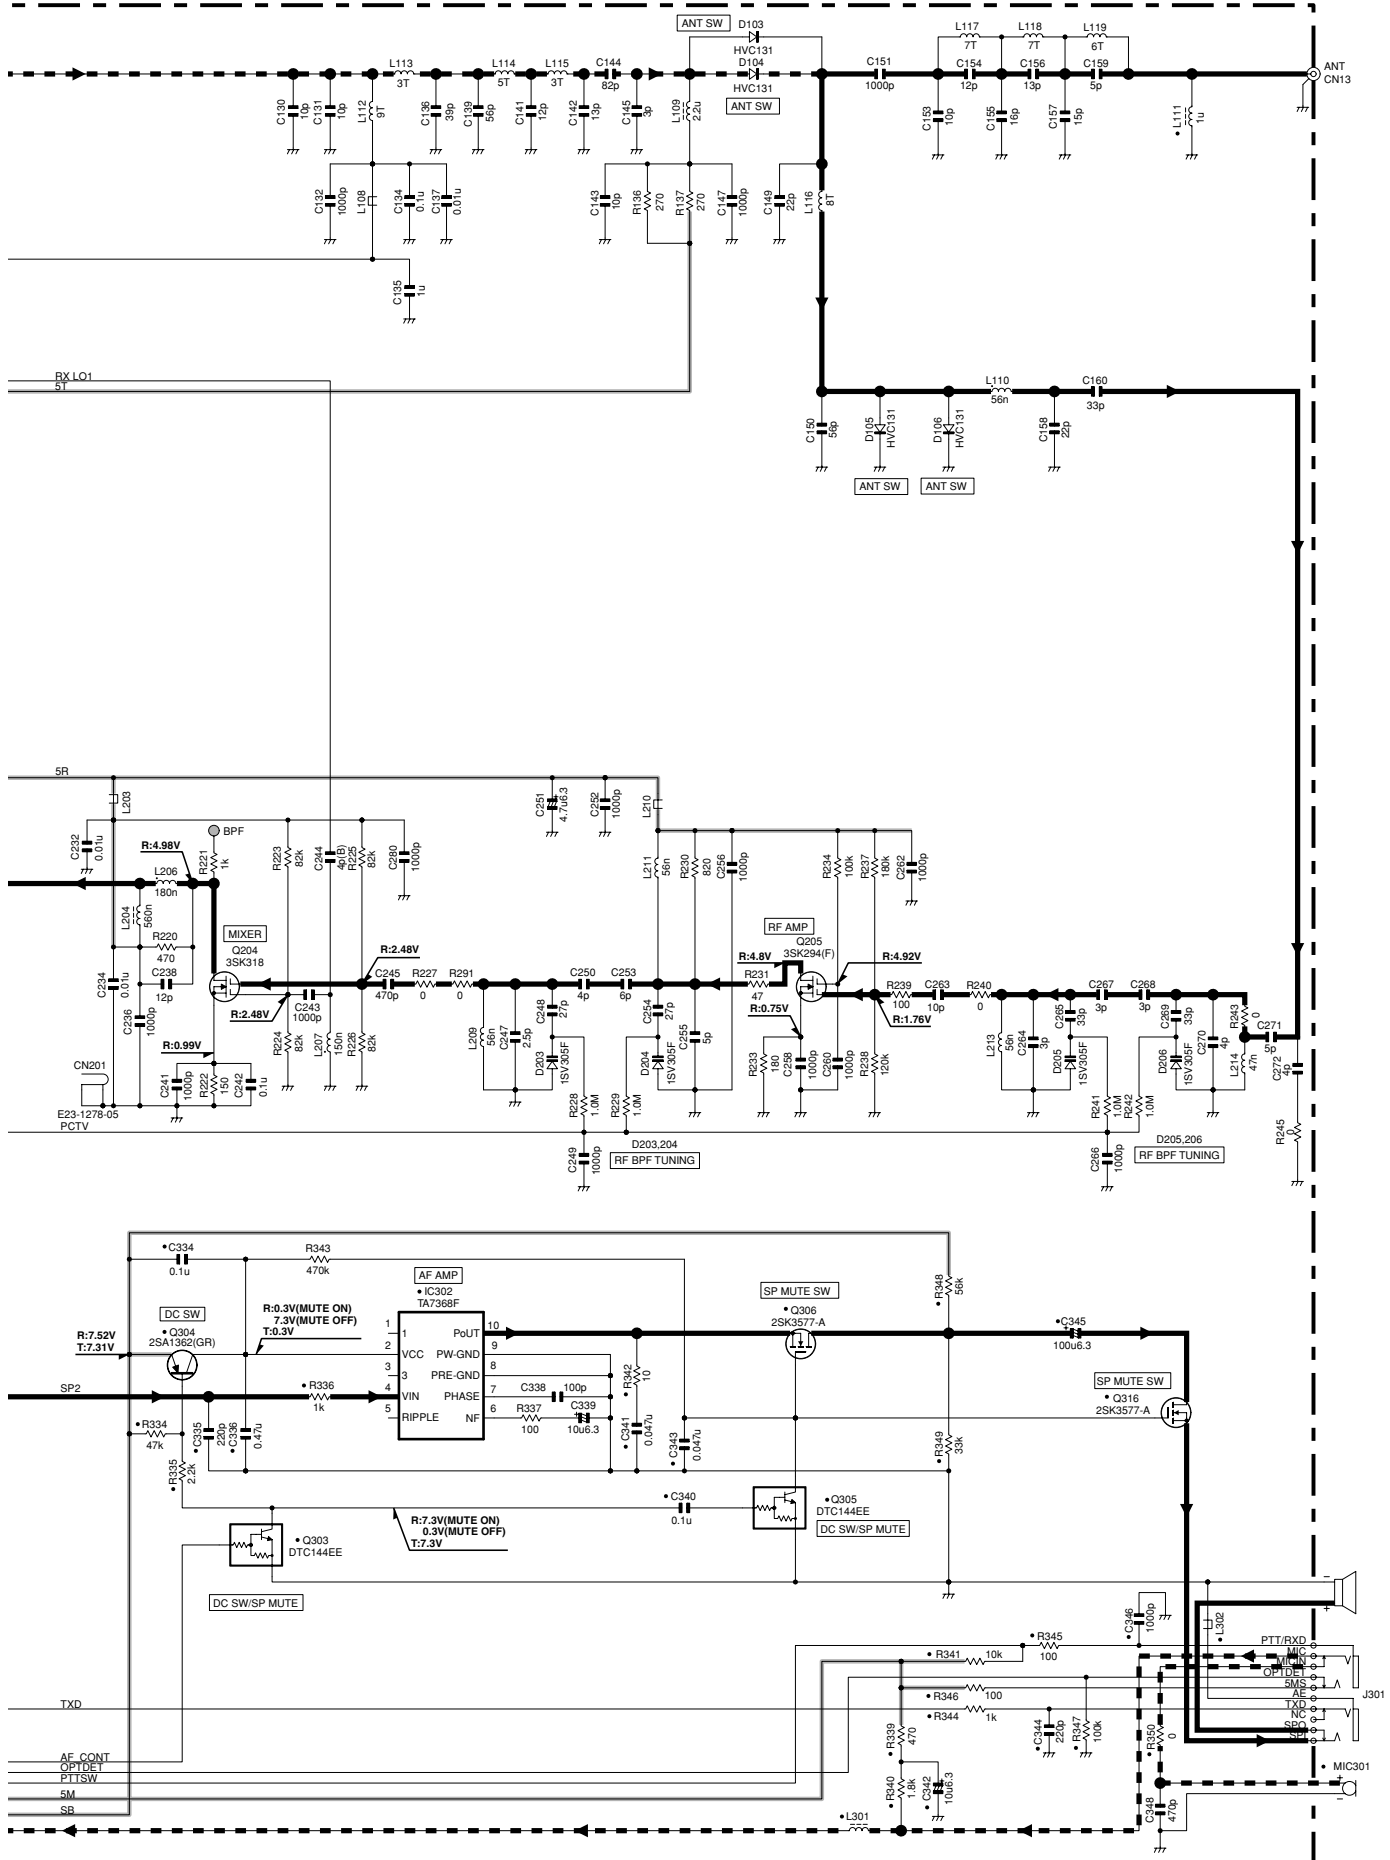 ANT SW
D103
HVC131
D104
HVC131
ANT SW
L113
3T
L114
5T
L115
3T
C144
82p
C151
1000p
L117
7T
L118
7T
L119
6T
C154
12p
C156
13p
C159
5p
ANT
CN13
C130
10p
C131
10p
L112
9T
C136
39p
C139
56p
C141
12p
C142
13p
C145
3p
L109
2.2u
C153
10p
C155
16p
C157
15p
• L111
1u
C132
1000p
L108
C134
0.1u
C137
0.01u
C143
10p
R136
270
R137
270
C147
1000p
C149
22p
L116
8T
C135
1u
RX LO1
5T
L110
56n
C160
33p
C150
56p
D105
HVC131
D106
HVC131
C158
22p
ANT SW
ANT SW
5R
L203
C251
4.7u6.3
C252
1000p
L210
C232
0.01u
BPF
R:4.98V
R221
1k
R223
82k
C244
4p(B)
R225
82k
C280
1000p
L211
56n
R230
820
C256
1000p
R234
100k
R237
180k
C262
1000p
L206
180n
L204
560n
R220
470
C238
12p
MIXER
Q204
3SK318
R:2.48V
C245
470p
R227
0
R291
0
C250
4p
C253
6p
R:4.8V
R231
47
RF AMP
Q205
3SK294(F)
R:4.92V
R239
100
C263
10p
R240
0
C267
3p
C268
3p
R243
0
C271
5p
C234
0.01u
C236
1000p
R:2.48V
C243
1000p
R:0.99V
R224
82k
L207
150n
R226
82k
L209
56n
C247
2.5p
C248
27p
D203
1SV305F
C254
27p
D204
1SV305F
C255
5p
R:0.75V
R:1.76V
R233
180
C258
1000p
C260
1000p
R238
120k
L213
56n
C264
3p
C265
33p
D205
1SV305F
C269
33p
D206
1SV305F
C270
4p
L214
47n
C272
4p
CN201
E23-1278-05
C241
1000p
R222
150
C242
0.1u
R228
1.0M
R229
1.0M
R241
1.0M
R242
1.0M
R245
0
PCTV
C249
1000p
D203,204
RF BPF TUNING
C266
1000p
D205,206
RF BPF TUNING
• C334
0.1u
R343
470k
AF AMP
• IC302
TA7368F
SP MUTE SW
• Q306
2SK3577-A
• R348
56k
DC SW
• Q304
2SA1362(GR)
R:7.52V
T:7.31V
R:0.3V(MUTE ON)
7.3V(MUTE OFF)
T:0.3V
1
1
2
VCC
3
3
4
VIN
5
RIPPLE
PoUT
10
PW-GND
9
PRE-GND
8
PHASE
7
NF
6
• C345
100u6.3
SP2
• R336
1k
C338
100p
R337
100
C339
10u6.3
• R342
10
• C341
0.047u
• C343
0.047u
SP MUTE SW
• Q316
2SK3577-A
• R334
47k
• R335
2.2k
• C335
220p
• C336
0.47u
• R349
33k
R:7.3V(MUTE ON)
0.3V(MUTE OFF)
T:7.3V
• C340
0.1u
• Q305
DTC144EE
DC SW/SP MUTE
• Q303
DTC144EE
DC SW/SP MUTE
−
+
• C346
1000p
• L302
• R345
100
• R341
10k
• R346
100
• R344
1k
PTT/RXD
MIC
MICIN
OPTDET
5MS
AE
TXD
NC
SPO
SPI
J301
TXD
• R339
470
• C344
220p
• R347
100k
• R350
0
AF CONT
OPTDET
PTTSW
5M
SB
• R340
1.8k
• C342
10u6.3
• L301
C348
470p
• MIC301
+
−